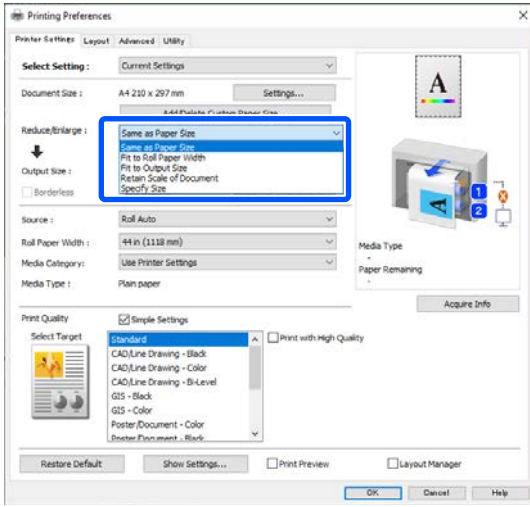 Printing Preferences
Printer Settings Layout Advanced Utility
Select Setting : Current Settings
Document Size : A4 210 x 297 mm Settings...
Add/Delete Custom Paper Size...
Reduce/Enlarge : Same as Paper Size
Same as Paper Size
Fit to Roll Paper Width
Fit to Output Size
Retain Scale of Document
Specify Size
Output Size :
Borderless
Source : Roll Auto
Roll Paper Width : 44 in (1118 mm)
Media Category: Use Printer Settings
Media Type : Plain paper
A
A
1
2
Media Type
-
Paper Remaining
-
Acquire Info
Print Quality Simple Settings
Select Target
Standard
CAD/Line Drawing - Black
CAD/Line Drawing - Color
CAD/Line Drawing - Bi-Level
GIS - Black
GIS - Color
Poster/Document - Color
Poster/Document - Black
Print with High Quality
Restore Default Show Settings... Print Preview Layout Manager
OK Cancel Help